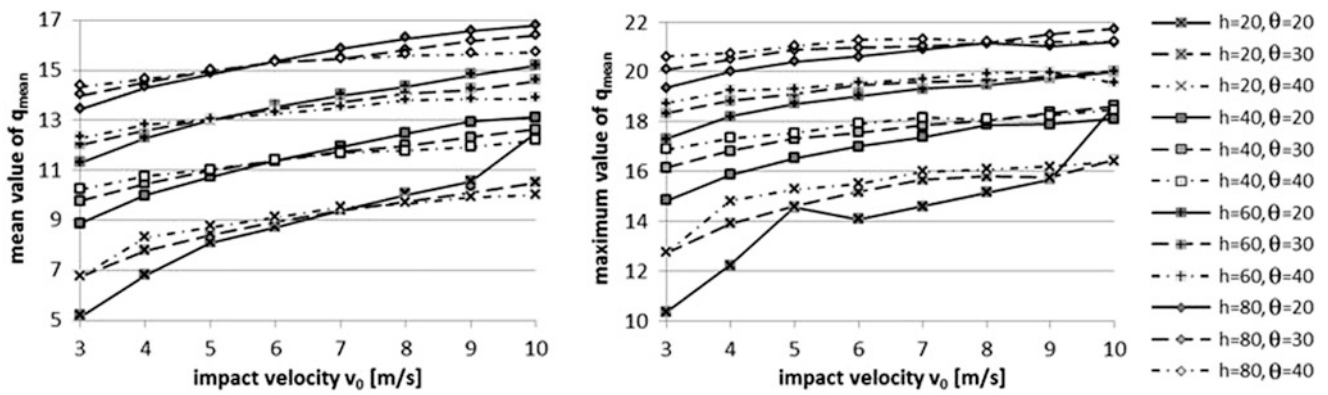 17
15
13
11
9
7
5
mean value of qmean
3 4 5 6 7 8 9 10
impact velocity v0 [m/s]
22
20
18
16
14
12
10
maximum value of qmean
3 4 5 6 7 8 9 10
impact velocity v0 [m/s]
h=20, θ=20
h=20, θ=30
h=20, θ=40
h=40, θ=20
h=40, θ=30
h=40, θ=40
h=60, θ=20
h=60, θ=30
h=60, θ=40
h=80, θ=20
h=80, θ=30
h=80, θ=40